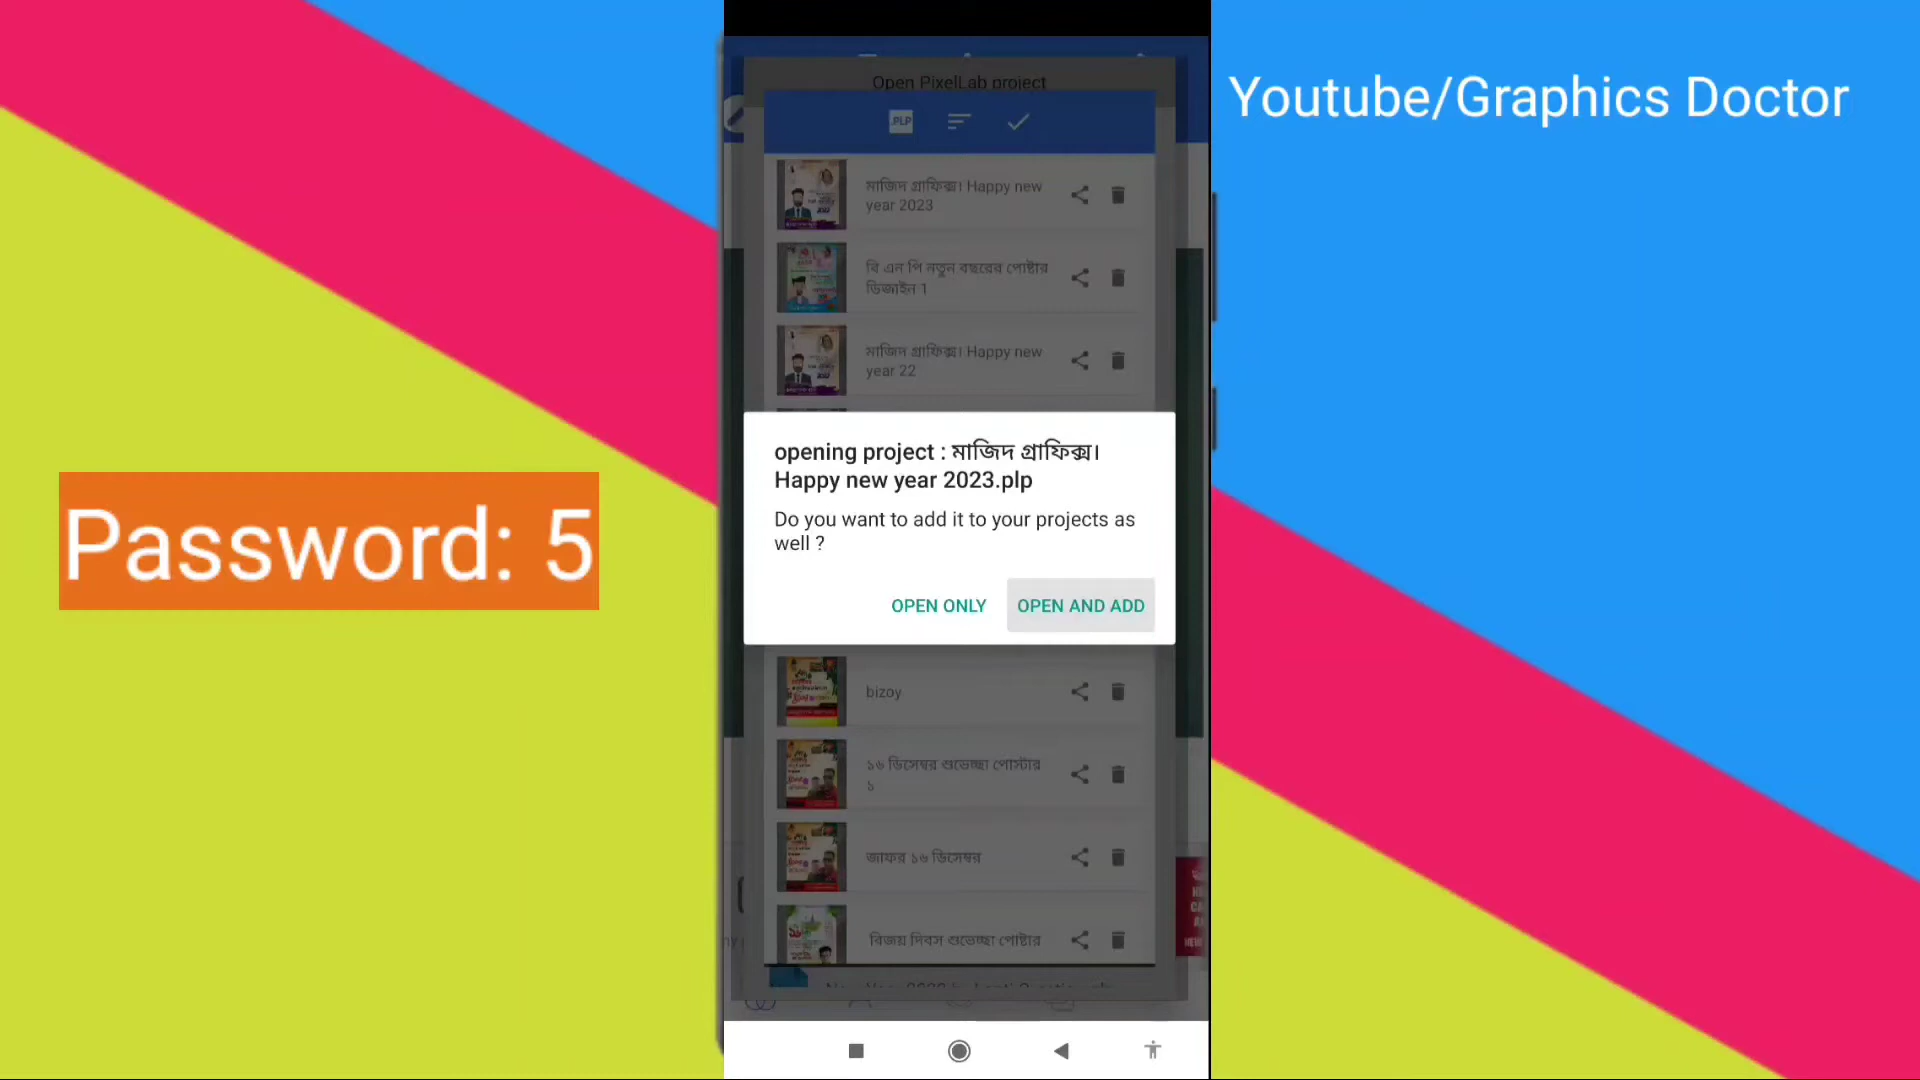 Youtube/Graphics Doctor
Password: 5
Open PixelLab project
.PLP
মাজিদ গ্রাফিক্স। Happy new
year 2023
বি এন পি নতুন বছরের পোষ্টার
ডিজাইন 1
মাজিদ গ্রাফিক্স। Happy new
year 22
opening project : মাজিদ গ্রাফিক্স।
Happy new year 2023.plp
Do you want to add it to your projects as
well ?
OPEN ONLY
OPEN AND ADD
bizoy
১৬ ডিসেম্বর শুভেচ্ছা পোস্টার
১
জাফর ১৬ ডিসেম্বর
বিজয় দিবস শুভেচ্ছা পোষ্টার